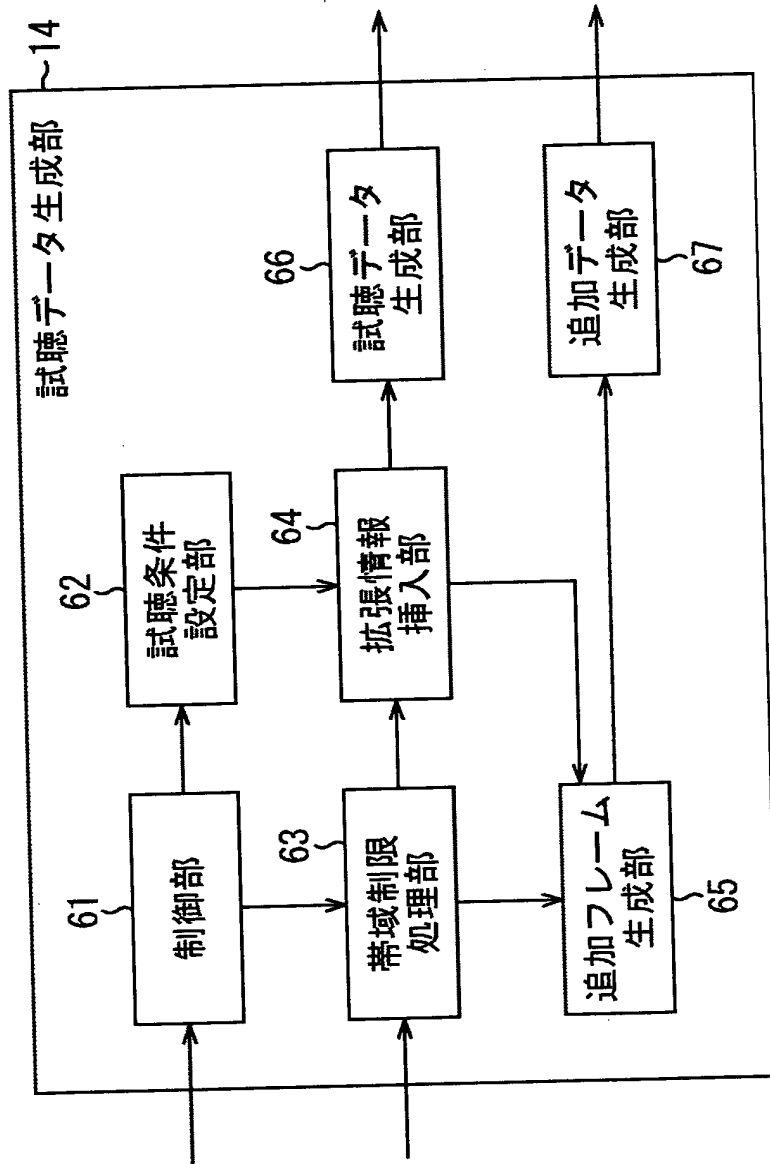 試聴データ生成部
14
61
制御部
62
試聴条件
設定部
63
帯域制限
処理部
64
拡張情報
挿入部
66
試聴データ
生成部
追加フレーム
生成部
65
追加データ
生成部
67